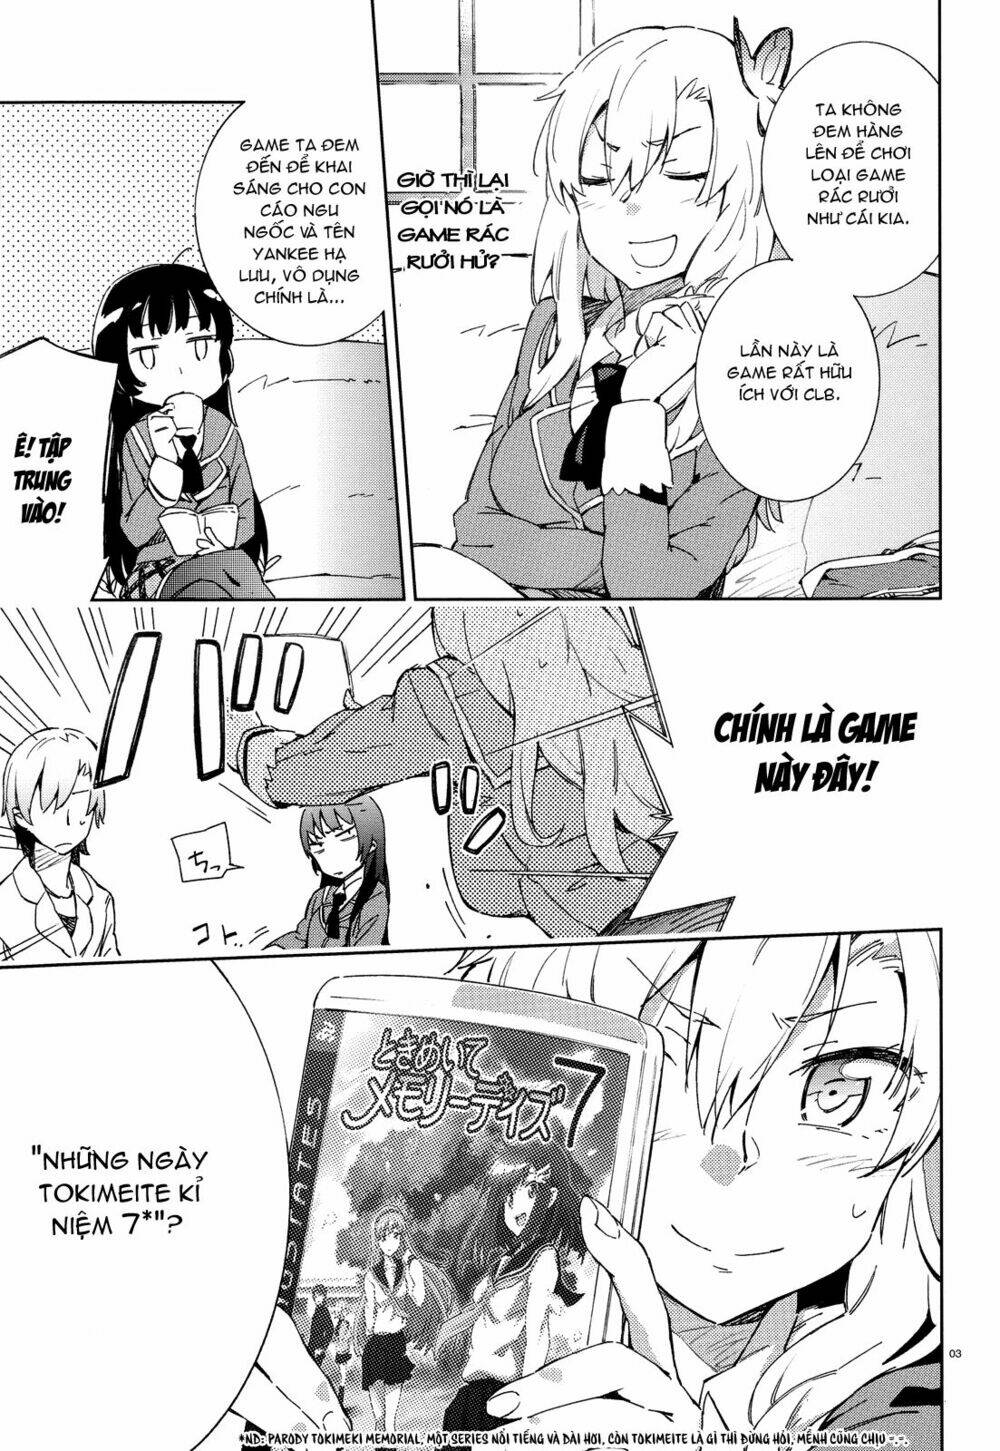 TA KHÔNG
ĐEM HÀNG
LÊN ĐỂ CHƠI
LOẠI GAME
RÁC RƯỞI
NHƯ CÁI KIA.
LẦN NÀY LÀ
GAME RẤT HỮU
ÍCH VỚI CLB.
GIỜ THÌ LẠI
GỌI NÓ LÀ
GAME RÁC
RƯỞI HỬ?
GAME TA ĐEM
ĐẾN ĐỂ KHAI
SÁNG CHO CON
CÁO NGU
NGỐC VÀ TÊN
YANKEE HẠ
LƯU, VÔ DỤNG
CHÍNH LÀ...
Ê! TẬP
TRUNG
VÀO!
CHÍNH LÀ GAME
NÀY ĐÂY!
ちっ
コト..
ときめいて
メモリーデイズ
7
"NHỮNG NGÀY
TOKIMEITE KỈ
NIỆM 7*"?
03
*ND: PARODY TOKIMEKI MEMORIAL, MỘT SERIES NỔI TIẾNG VÀ DÀI HƠI, CÒN TOKIMEITE LÀ GÌ THÌ ĐỪNG HỎI, MÌNH CŨNG CHỊU -.-